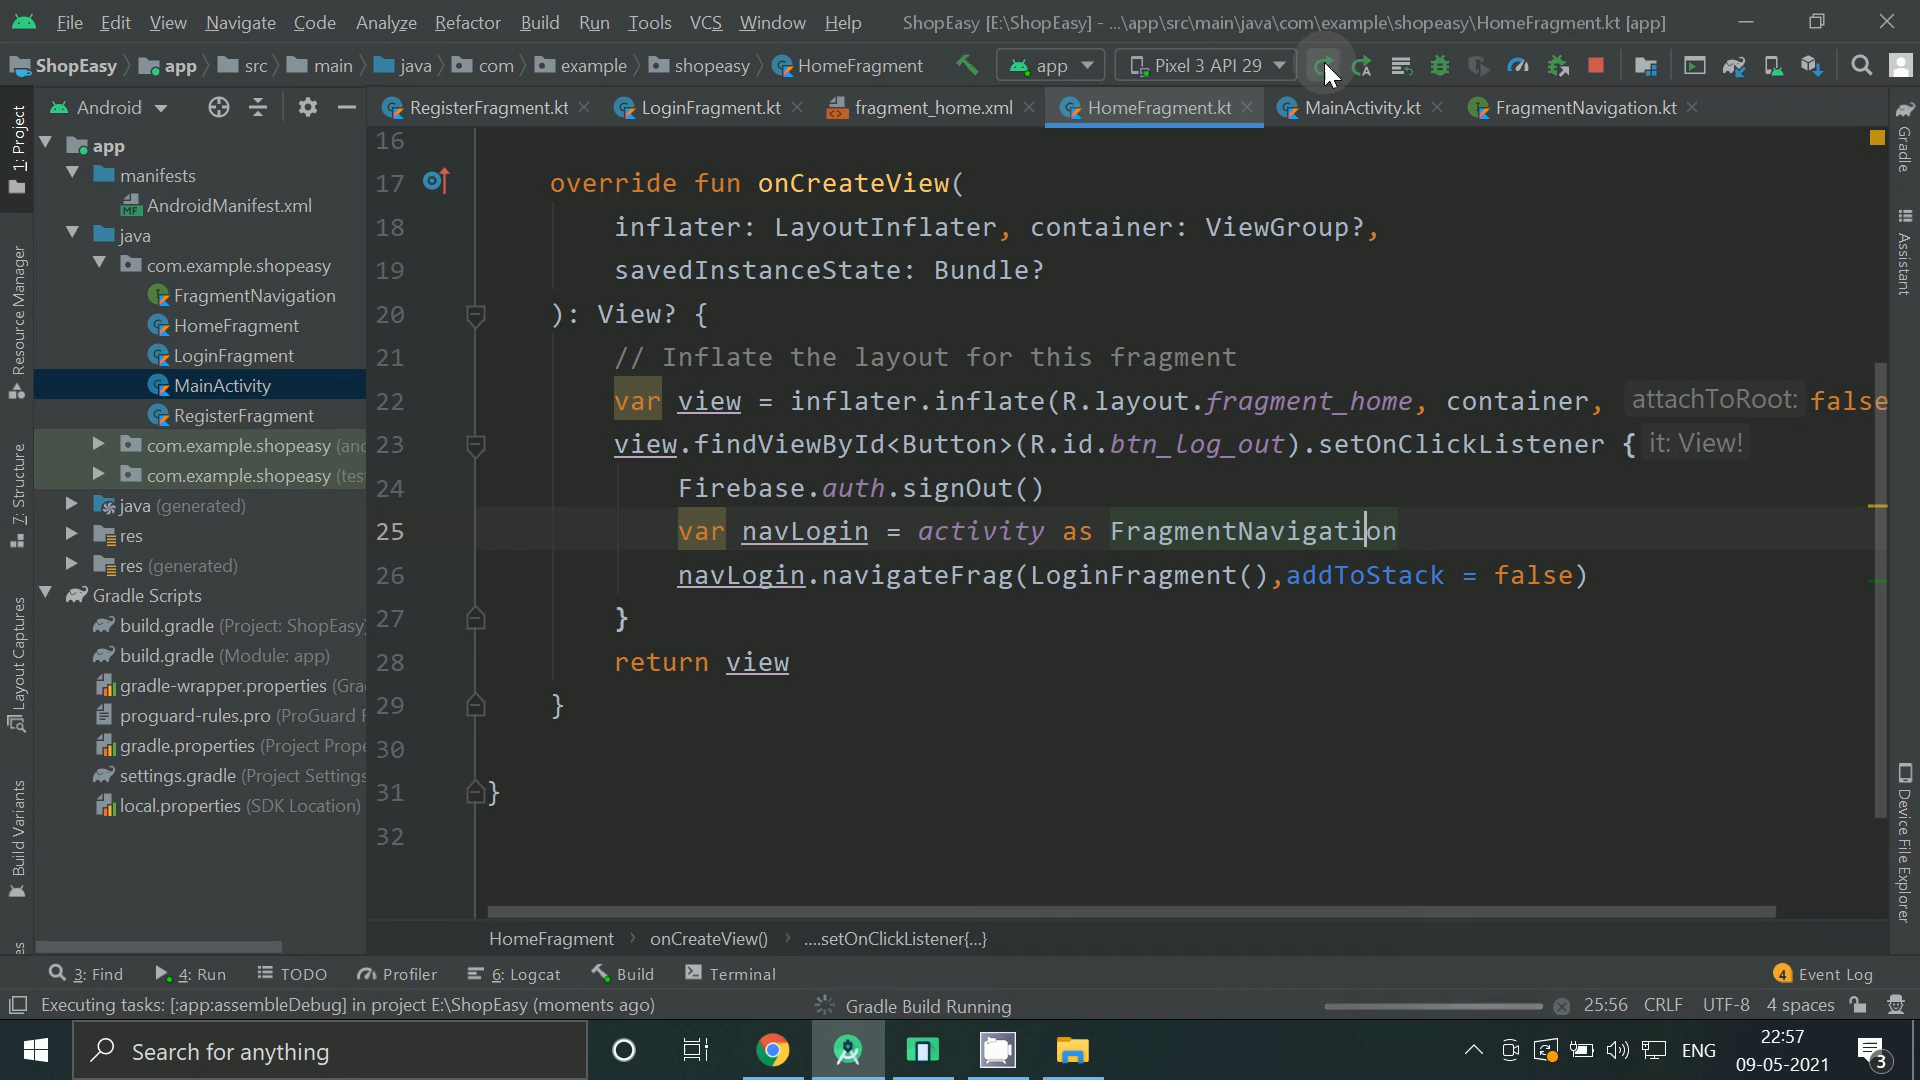 File Edit View Navigate Code Analyze Refactor Build Run Tools VCS Window Help ShopEasy [E:\ShopEasy] - ...\app\src\main\java\com\example\shopeasy\HomeFragment.kt [app]
ShopEasy app src main java com example shopeasy HomeFragment app Pixel 3 API 29
Android RegisterFragment.kt LoginFragment.kt fragment_home.xml HomeFragment.kt MainActivity.kt FragmentNavigation.kt
1: Project
Resource Manager
7: Structure
Layout Captures
Build Variants
app
manifests
AndroidManifest.xml
java
com.example.shopeasy
FragmentNavigation
HomeFragment
LoginFragment
MainActivity
RegisterFragment
com.example.shopeasy (and
com.example.shopeasy (test
java (generated)
res
res (generated)
Gradle Scripts
build.gradle (Project: ShopEasy)
build.gradle (Module: app)
gradle-wrapper.properties (Gra
proguard-rules.pro (ProGuard
gradle.properties (Project Prope
settings.gradle (Project Settings
local.properties (SDK Location)
16
17 override fun onCreateView(
18 inflater: LayoutInflater, container: ViewGroup?,
19 savedInstanceState: Bundle?
20 ): View? {
21 // Inflate the layout for this fragment
22 var view = inflater.inflate(R.layout.fragment_home, container, attachToRoot: false
23 view.findViewById<Button>(R.id.btn_log_out).setOnClickListener { it: View!
24 Firebase.auth.signOut()
25 var navLogin = activity as FragmentNavigation
26 navLogin.navigateFrag(LoginFragment(),addToStack = false)
27 }
28 return view
29 }
30
31 }
32
Gradle
Assistant
Device File Explorer
HomeFragment onCreateView() ....setOnClickListener{...}
3: Find 4: Run TODO Profiler 6: Logcat Build Terminal 4 Event Log
Executing tasks: [:app:assembleDebug] in project E:\ShopEasy (moments ago) Gradle Build Running 25:56 CRLF UTF-8 4 spaces
Search for anything ENG 22:57
09-05-2021 3